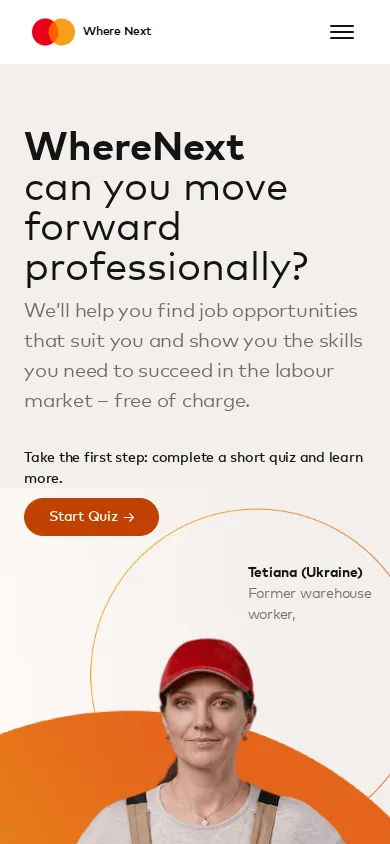 Where Next
WhereNext
can you move
forward
professionally?
We’ll help you find job opportunities
that suit you and show you the skills
you need to succeed in the labour
market – free of charge.
Take the first step: complete a short quiz and learn
more.
Start Quiz →
Tetiana (Ukraine)
Former warehouse
worker,